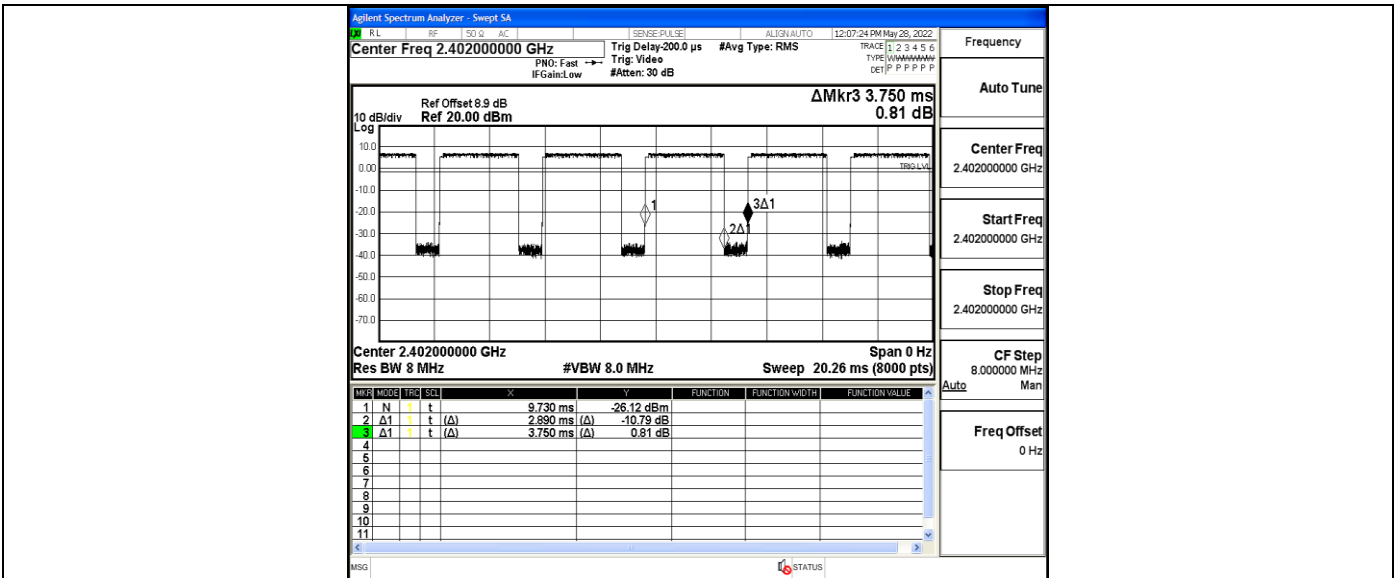 Agilent Spectrum Analyzer - Swept SA
LXI RL RF 50 Ω AC SENSE:PULSE ALIGN AUTO 12:07:24 PM May 28, 2022
Center Freq 2.402000000 GHz
PNO: Fast
IFGain:Low
Trig Delay-200.0 µs
Trig: Video
#Atten: 30 dB
#Avg Type: RMS
TRACE 1 2 3 4 5 6
TYPE
DET P P P P P P
Frequency
Auto Tune
Center Freq
2.402000000 GHz
Start Freq
2.402000000 GHz
Stop Freq
2.402000000 GHz
CF Step
8.000000 MHz
Auto Man
Freq Offset
0 Hz
ΔMkr3 3.750 ms
0.81 dB
Ref Offset 8.9 dB
10 dB/div Ref 20.00 dBm
Log
10.0
0.00
-10.0
-20.0
-30.0
-40.0
-50.0
-60.0
-70.0
TRIG LVL
1
2Δ1
3Δ1
Center 2.402000000 GHz Span 0 Hz
Res BW 8 MHz #VBW 8.0 MHz Sweep 20.26 ms (8000 pts)
MKR MODE TRC SCL X Y FUNCTION FUNCTION WIDTH FUNCTION VALUE
1 N 1 t 9.730 ms -26.12 dBm
2 Δ1 1 t (Δ) 2.890 ms (Δ) -10.79 dB
3 Δ1 1 t (Δ) 3.750 ms (Δ) 0.81 dB
4
5
6
7
8
9
10
11
MSG STATUS